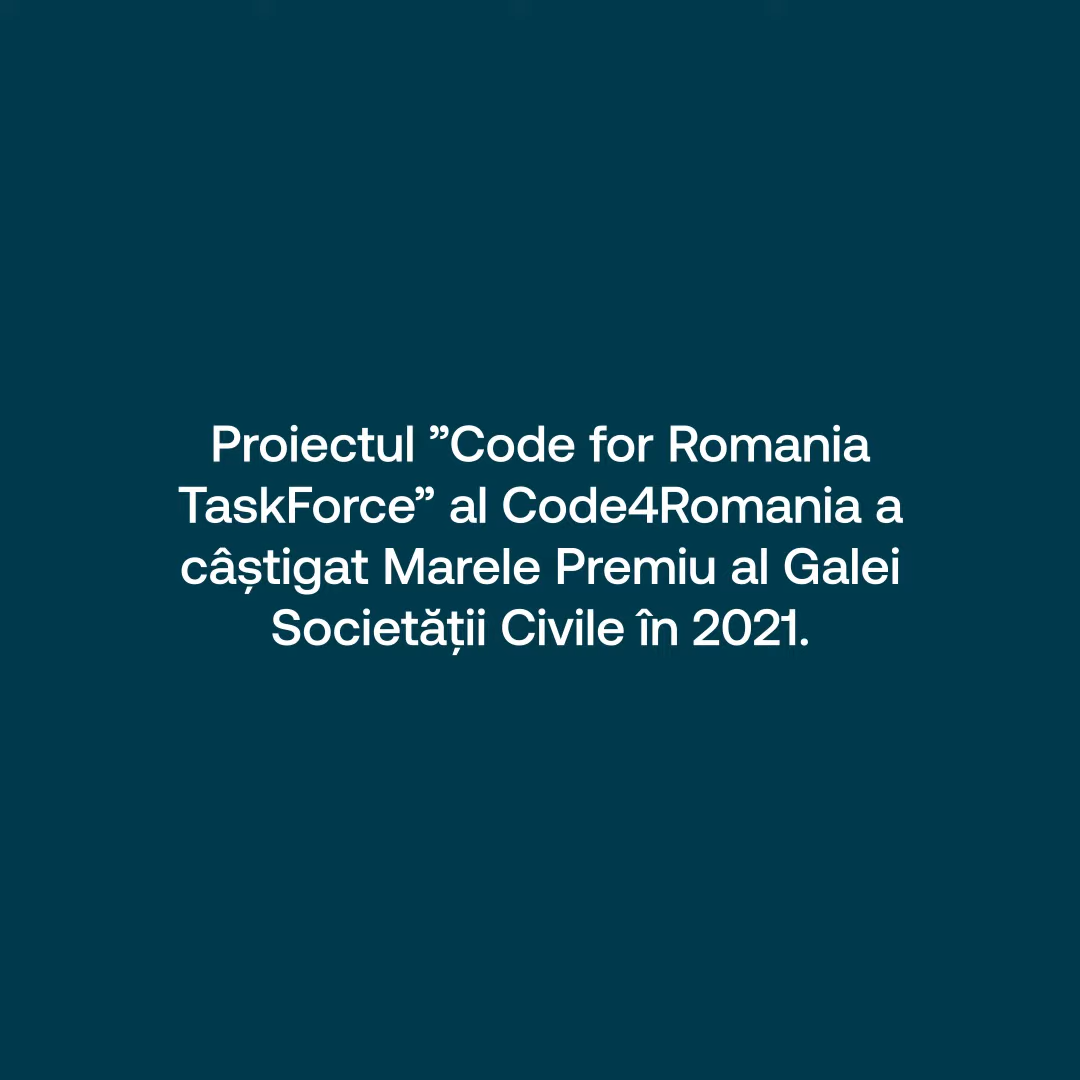 Proiectul ”Code for Romania
TaskForce” al Code4Romania a
câștigat Marele Premiu al Galei
Societății Civile în 2021.